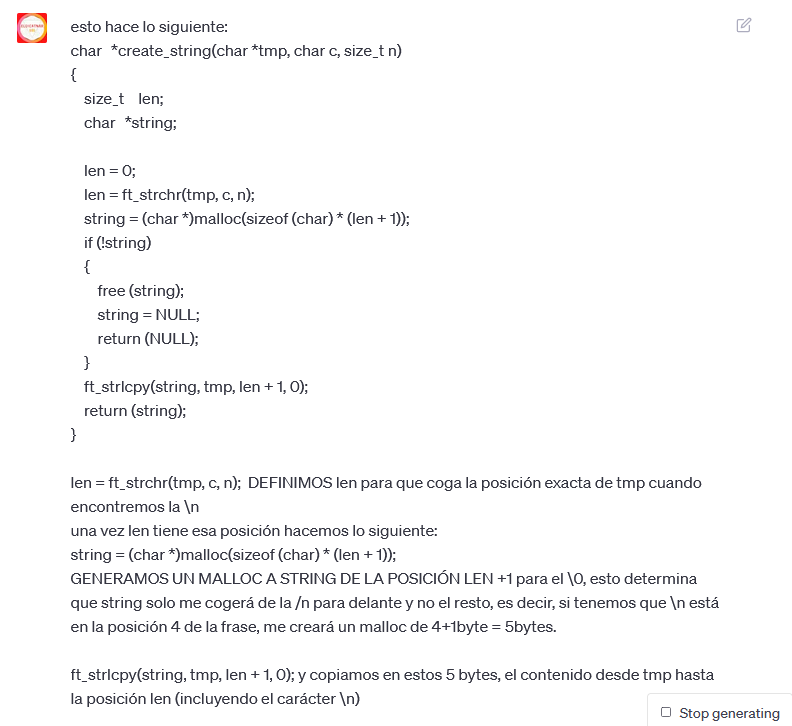 esto hace lo siguiente:
char *create_string(char *tmp, char c, size_t n)
{
size_t len;
char *string;
len = 0;
len = ft_strchr(tmp, c, n);
string = (char *)malloc(sizeof (char) * (len + 1));
if (!string)
{
free (string);
string = NULL;
return (NULL);
}
ft_strlcpy(string, tmp, len + 1, 0);
return (string);
}
len = ft_strchr(tmp, c, n); DEFINIMOS len para que coga la posición exacta de tmp cuando
encontremos la \n
una vez len tiene esa posición hacemos lo siguiente:
string = (char *)malloc(sizeof (char) * (len + 1));
GENERAMOS UN MALLOC A STRING DE LA POSICIÓN LEN +1 para el \0, esto determina
que string solo me cogerá de la /n para delante y no el resto, es decir, si tenemos que \n está
en la posición 4 de la frase, me creará un malloc de 4+1byte = 5bytes.
ft_strlcpy(string, tmp, len + 1, 0); y copiamos en estos 5 bytes, el contenido desde tmp hasta
la posición len (incluyendo el carácter \n)
Stop generating